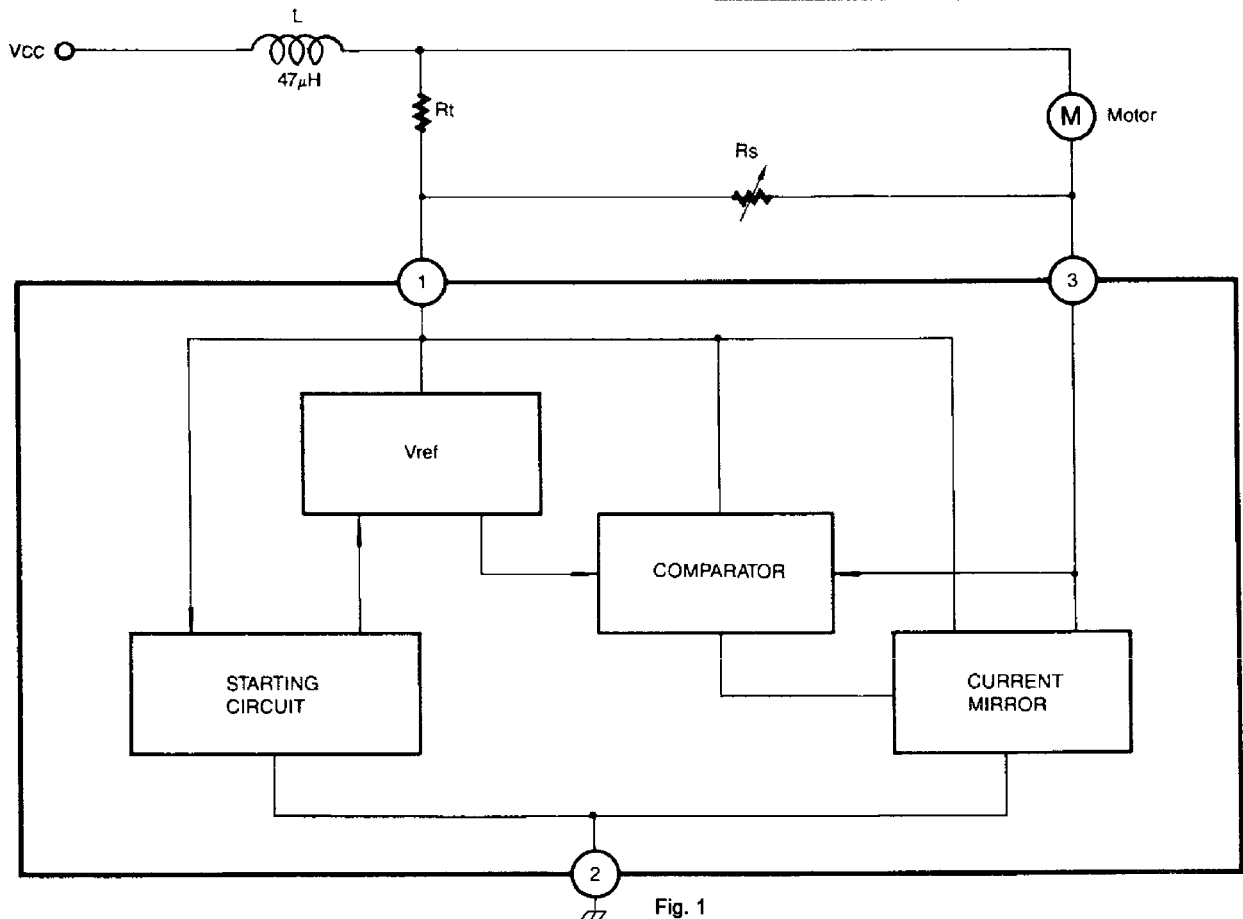 L
VCC
47μH
Rt
M
Motor
Rs
1
3
Vref
COMPARATOR
STARTING
CIRCUIT
CURRENT
MIRROR
2
Fig. 1